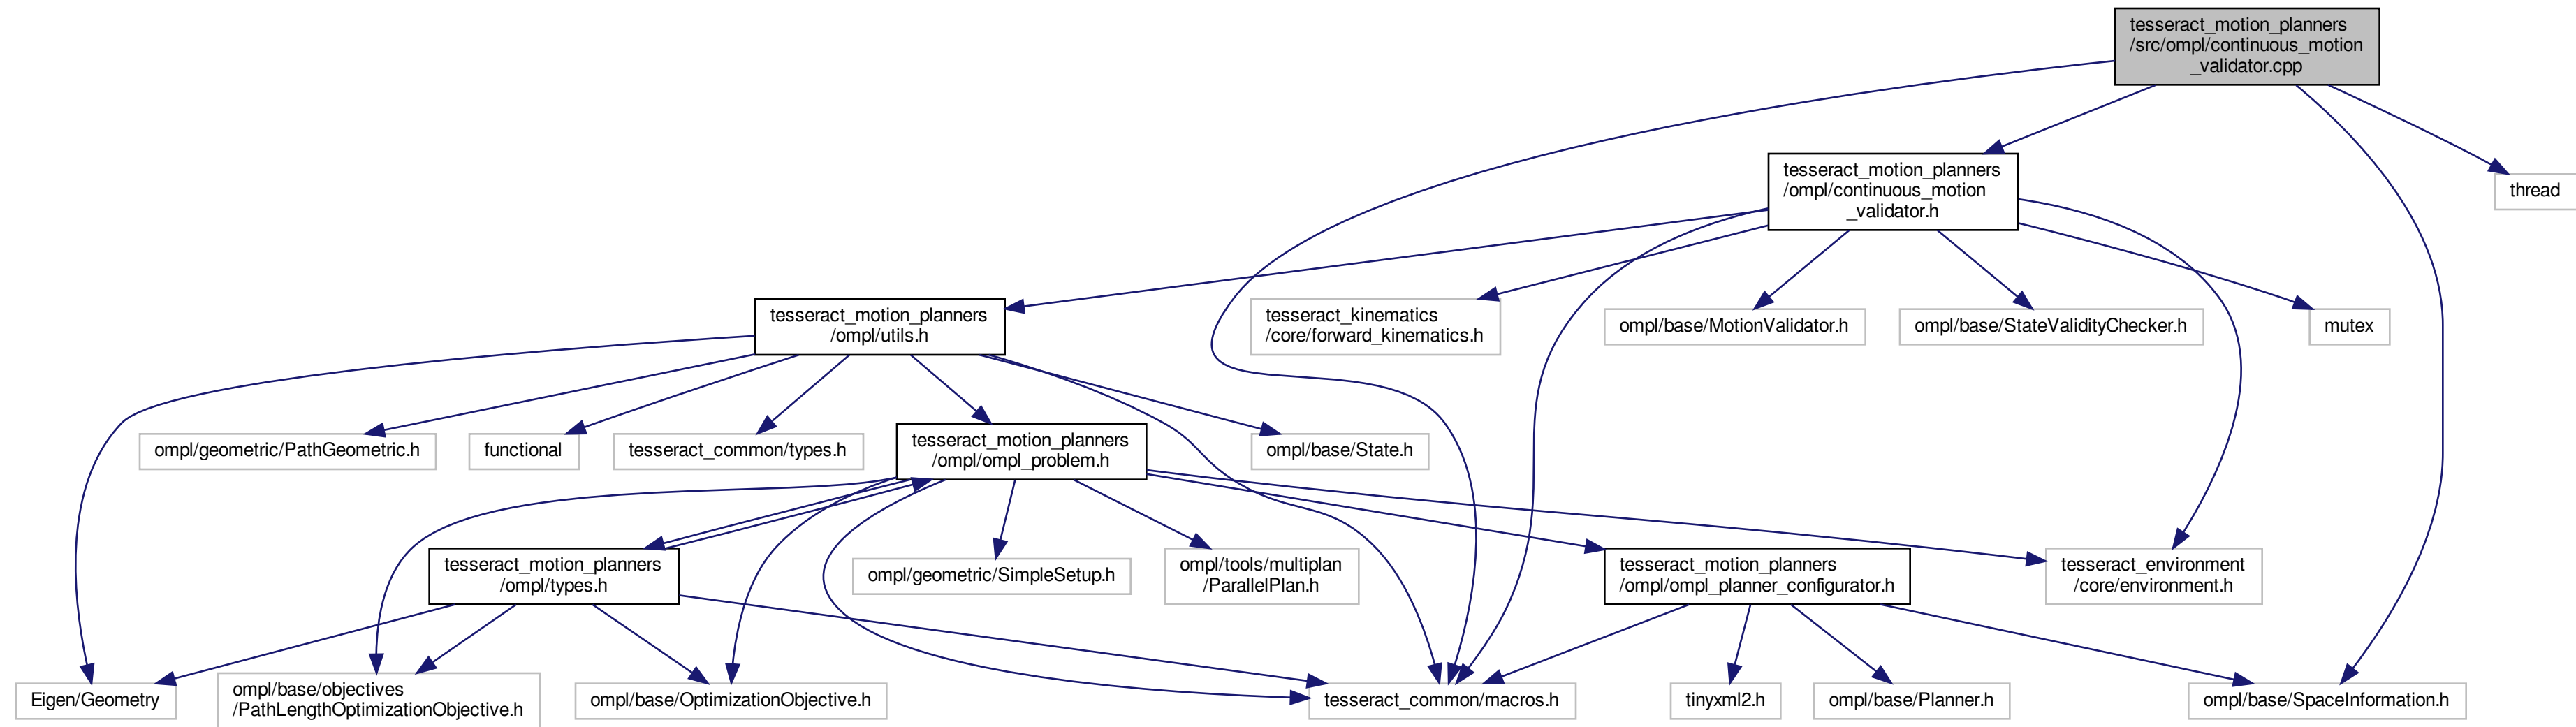 tesseract_motion_planners
/src/ompl/continuous_motion
_validator.cpp
tesseract_motion_planners
/ompl/continuous_motion
_validator.h
thread
tesseract_motion_planners
/ompl/utils.h
tesseract_kinematics
/core/forward_kinematics.h
ompl/base/MotionValidator.h
ompl/base/StateValidityChecker.h
mutex
ompl/geometric/PathGeometric.h
functional
tesseract_common/types.h
tesseract_motion_planners
/ompl/ompl_problem.h
ompl/base/State.h
tesseract_motion_planners
/ompl/types.h
ompl/geometric/SimpleSetup.h
ompl/tools/multiplan
/ParallelPlan.h
tesseract_motion_planners
/ompl/ompl_planner_configurator.h
tesseract_environment
/core/environment.h
Eigen/Geometry
ompl/base/objectives
/PathLengthOptimizationObjective.h
ompl/base/OptimizationObjective.h
tesseract_common/macros.h
tinyxml2.h
ompl/base/Planner.h
ompl/base/SpaceInformation.h